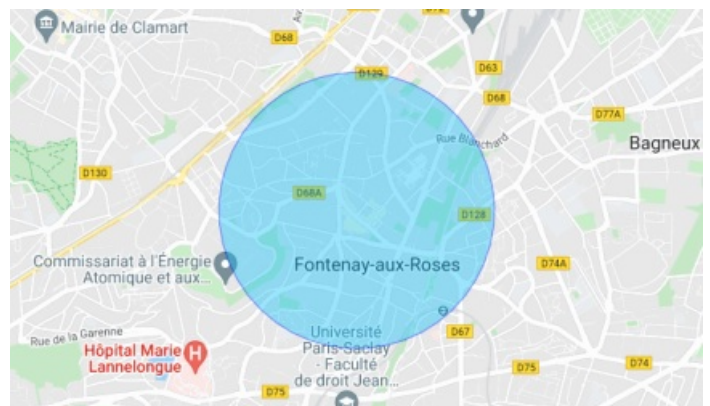 D72
Mairie de Clamart
D68
D63
D129
D68
D77A
Rue Blanchard
Bagneux
D130
D68A
D128
Commissariat à l'Énergie
Atomique et aux...
Fontenay-aux-Roses
D74A
Rue de la Garenne
Université
D67
Paris-Saclay
Hôpital Marie
Lannelongue
- Faculté
de droit Jean...
D75
D75
D74
H